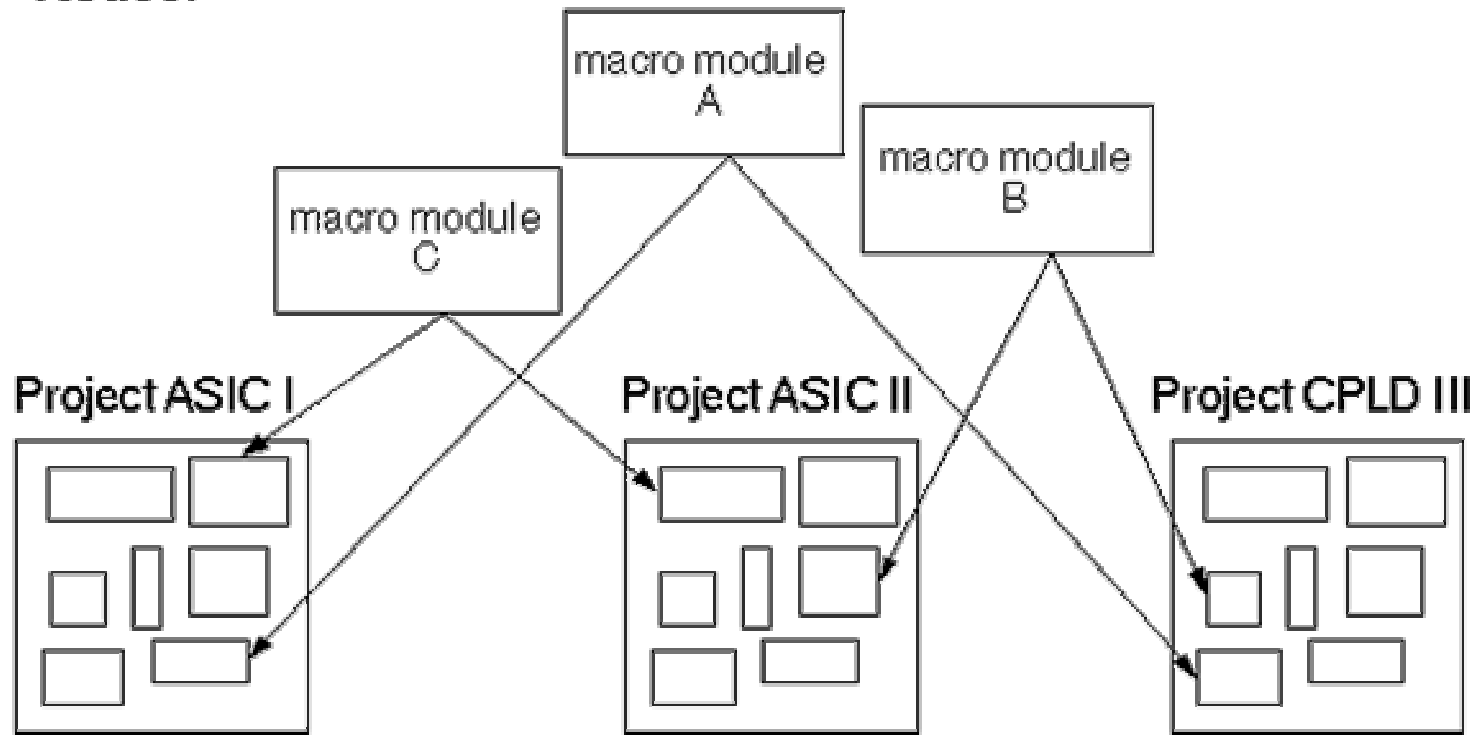 macro module
A
macro module
B
macro module
C
Project ASIC I
Project ASIC II
Project CPLD III